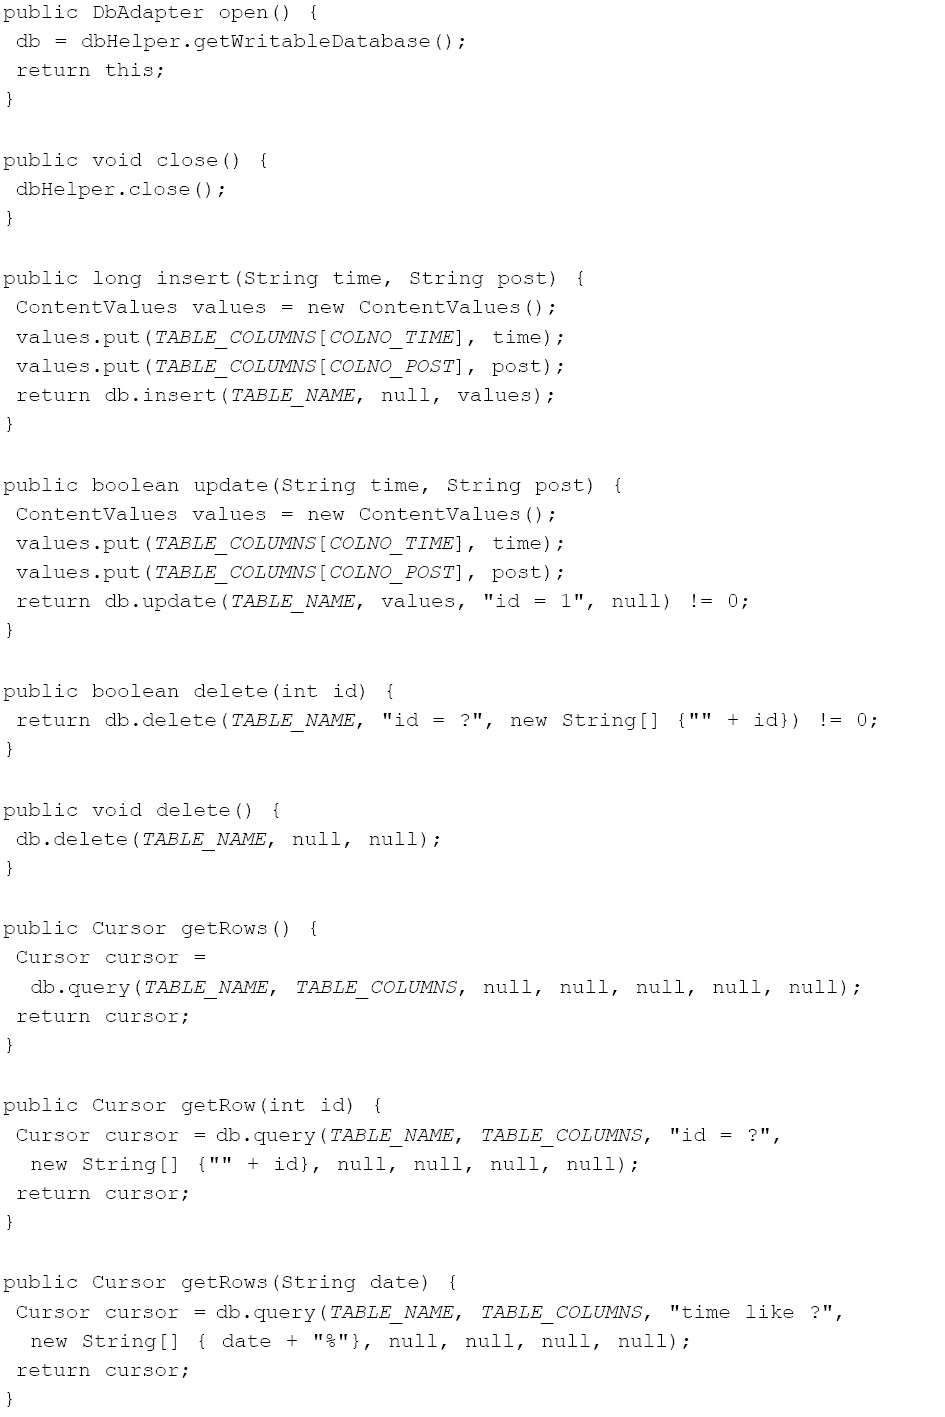 public DbAdapter open() {
 db = dbHelper.getWritableDatabase();
 return this;
}

public void close() {
 dbHelper.close();
}

public long insert(String time, String post) {
 ContentValues values = new ContentValues();
 values.put(TABLE_COLUMNS[COLNO_TIME], time);
 values.put(TABLE_COLUMNS[COLNO_POST], post);
 return db.insert(TABLE_NAME, null, values);
}

public boolean update(String time, String post) {
 ContentValues values = new ContentValues();
 values.put(TABLE_COLUMNS[COLNO_TIME], time);
 values.put(TABLE_COLUMNS[COLNO_POST], post);
 return db.update(TABLE_NAME, values, "id = 1", null) != 0;
}

public boolean delete(int id) {
 return db.delete(TABLE_NAME, "id = ?", new String[] {"" + id}) != 0;
}

public void delete() {
 db.delete(TABLE_NAME, null, null);
}

public Cursor getRows() {
 Cursor cursor =
  db.query(TABLE_NAME, TABLE_COLUMNS, null, null, null, null, null);
 return cursor;
}

public Cursor getRow(int id) {
 Cursor cursor = db.query(TABLE_NAME, TABLE_COLUMNS, "id = ?",
  new String[] {"" + id}, null, null, null, null);
 return cursor;
}

public Cursor getRows(String date) {
 Cursor cursor = db.query(TABLE_NAME, TABLE_COLUMNS, "time like ?",
  new String[] { date + "%"}, null, null, null, null);
 return cursor;
}